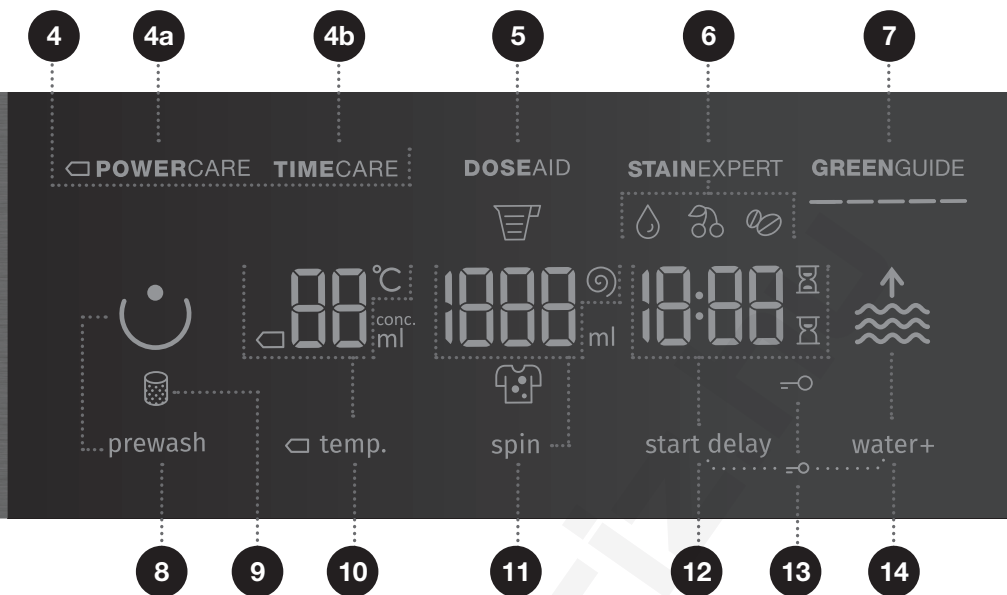 4 4a 4b 5 6 7
POWERCARE TIMECARE DOSEAID STAINEXPERT GREENGUIDE
88 °C 1888 18:88
conc.
ml ml
prewash temp. spin start delay water+
8 9 10 11 12 13 14